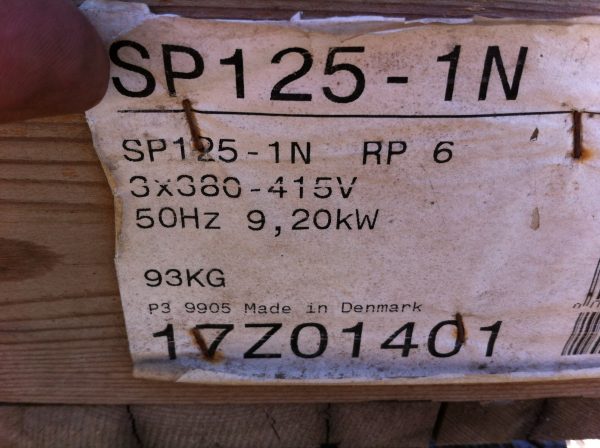 SP125-1N
SP125-1N RP 6
3x380-415V
50Hz 9,20kW
93KG
P3 9905 Made in Denmark
17Z01401